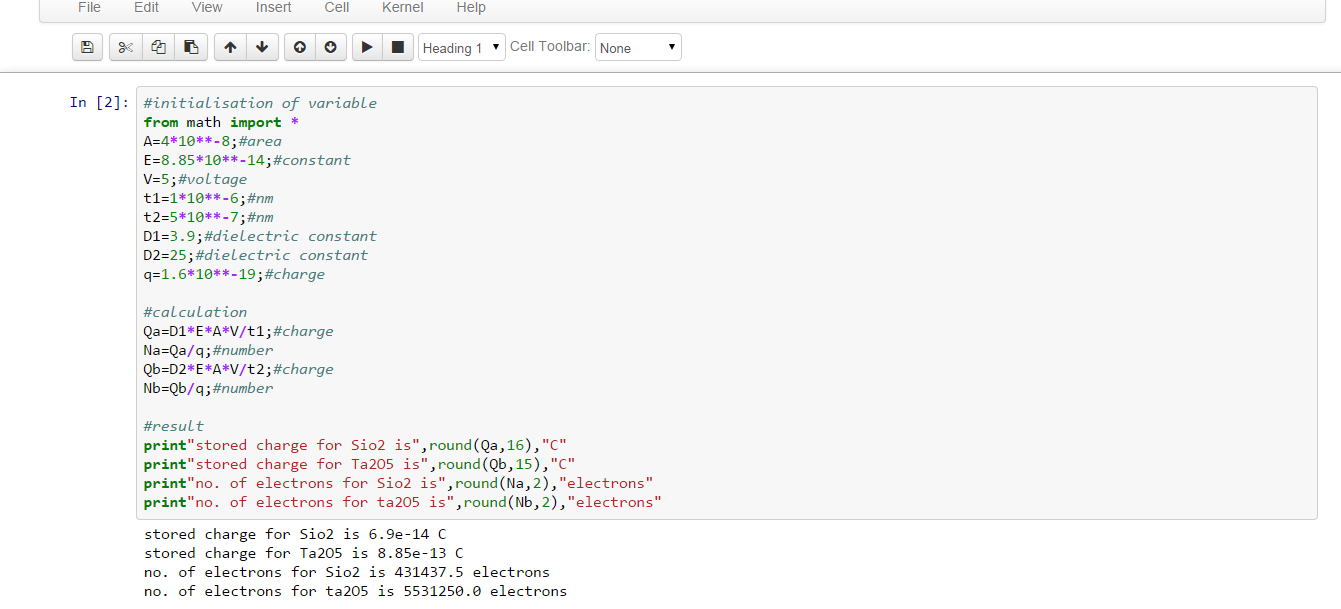 File Edit View Insert Cell Kernel Help
Heading 1 Cell Toolbar: None
In [2]:
#initialisation of variable
from math import *
A=4*10**-8;#area
E=8.85*10**-14;#constant
V=5;#voltage
t1=1*10**-6;#nm
t2=5*10**-7;#nm
D1=3.9;#dielectric constant
D2=25;#dielectric constant
q=1.6*10**-19;#charge
#calculation
Qa=D1*E*A*V/t1;#charge
Na=Qa/q;#number
Qb=D2*E*A*V/t2;#charge
Nb=Qb/q;#number
#result
print"stored charge for Sio2 is",round(Qa,16),"C"
print"stored charge for Ta2O5 is",round(Qb,15),"C"
print"no. of electrons for Sio2 is",round(Na,2),"electrons"
print"no. of electrons for ta2O5 is",round(Nb,2),"electrons"
stored charge for Sio2 is 6.9e-14 C
stored charge for Ta2O5 is 8.85e-13 C
no. of electrons for Sio2 is 431437.5 electrons
no. of electrons for ta2O5 is 5531250.0 electrons